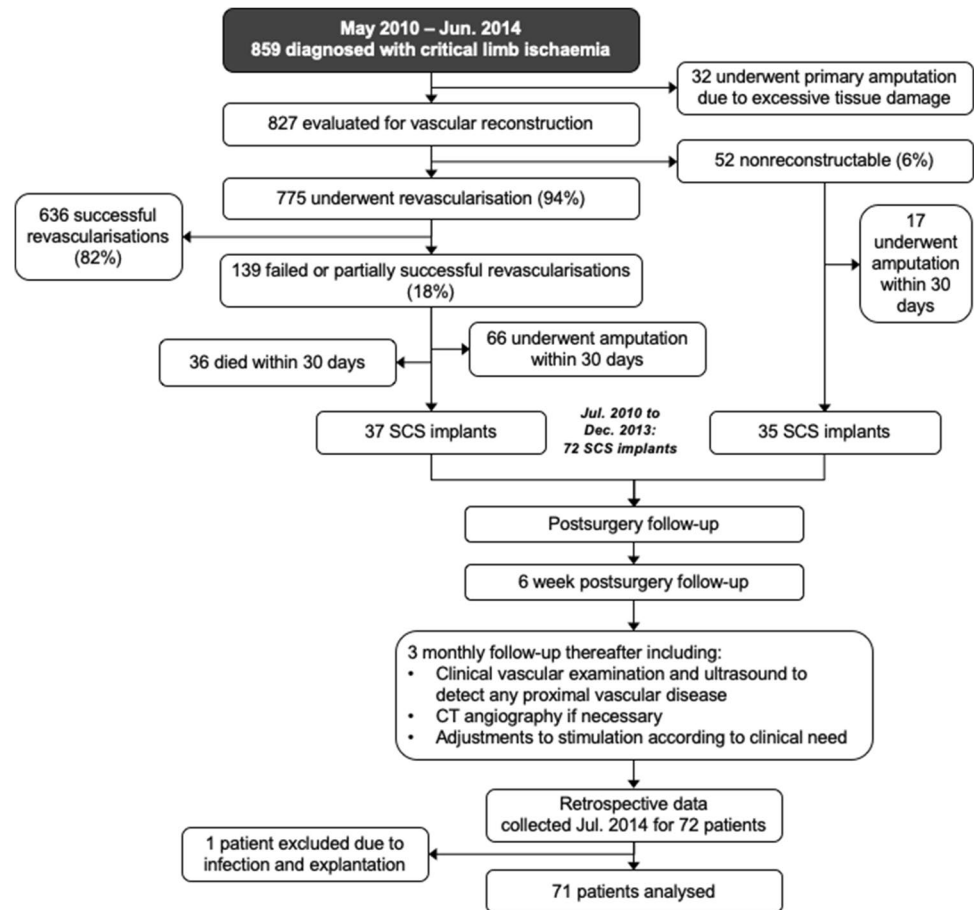 May 2010 – Jun. 2014
859 diagnosed with critical limb ischaemia
32 underwent primary amputation
due to excessive tissue damage
827 evaluated for vascular reconstruction
52 nonreconstructable (6%)
775 underwent revascularisation (94%)
636 successful
revascularisations
(82%)
17
underwent
amputation
within 30
days
139 failed or partially successful revascularisations
(18%)
66 underwent amputation
within 30 days
36 died within 30 days
37 SCS implants
Jul. 2010 to
Dec. 2013:
72 SCS implants
35 SCS implants
Postsurgery follow-up
6 week postsurgery follow-up
3 monthly follow-up thereafter including:
• Clinical vascular examination and ultrasound to
detect any proximal vascular disease
• CT angiography if necessary
• Adjustments to stimulation according to clinical need
Retrospective data
collected Jul. 2014 for 72 patients
1 patient excluded due to
infection and explantation
71 patients analysed